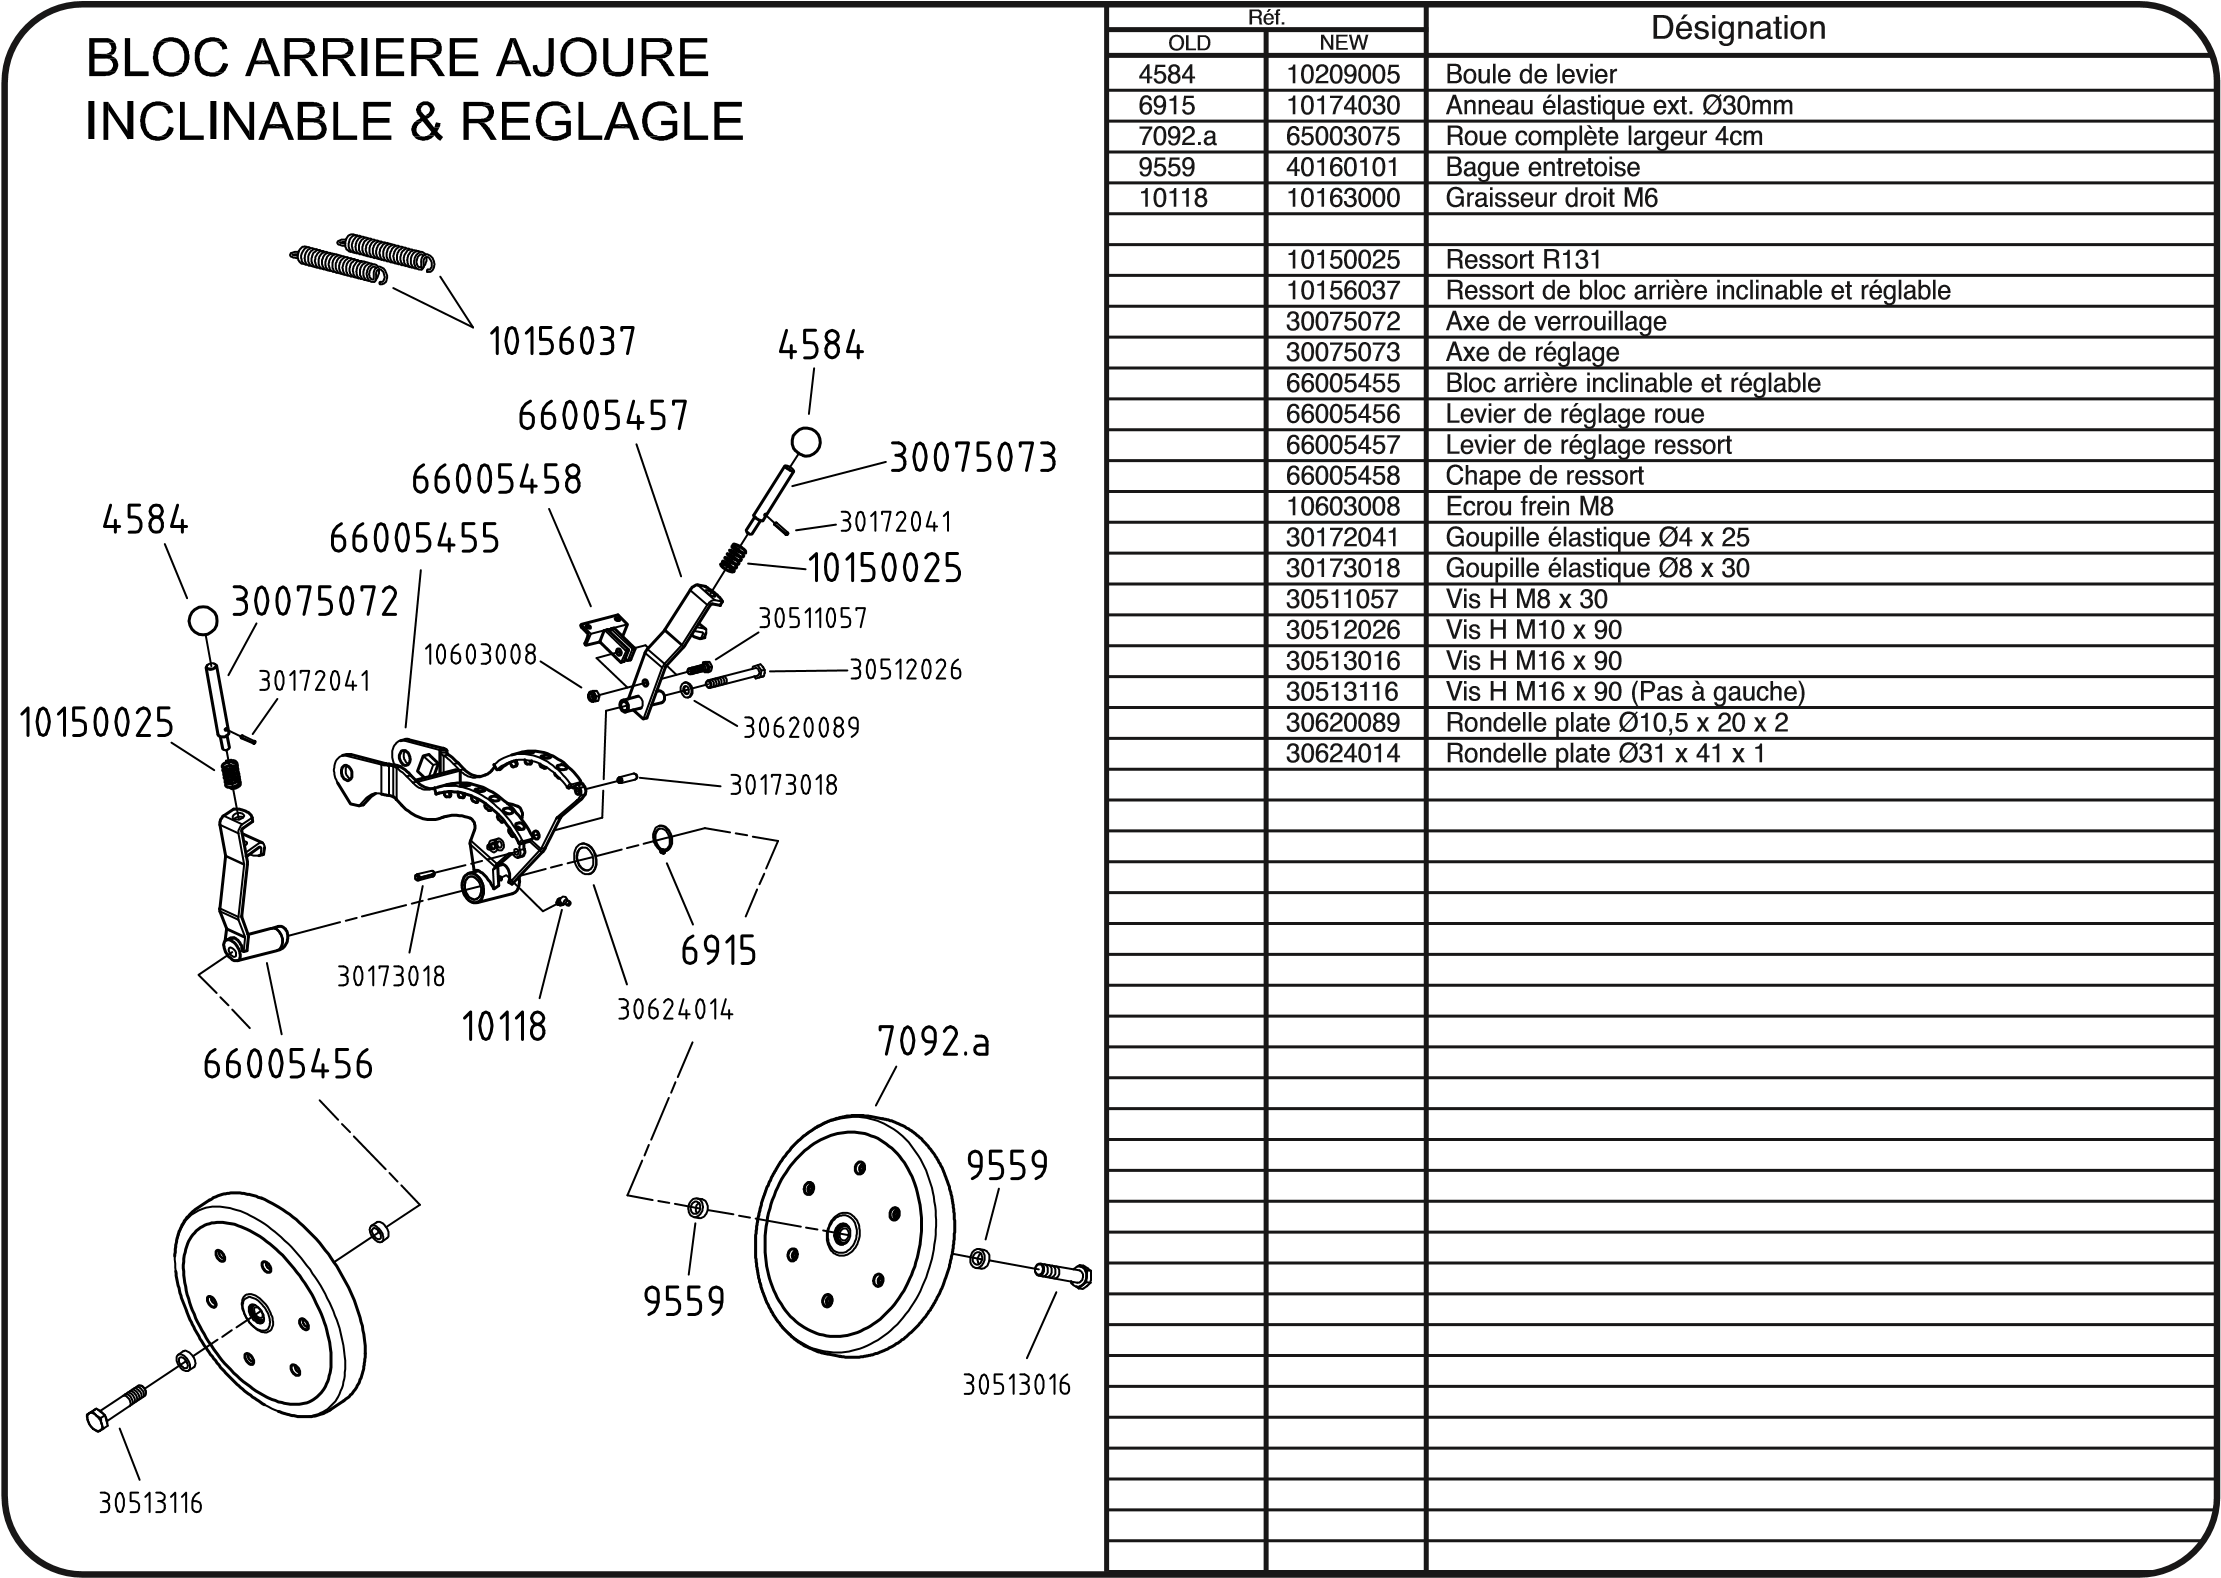 BLOC ARRIERE AJOURE
INCLINABLE & REGLAGLE
10156037
4584
66005457
30075073
66005458
30172041
4584
66005455
10150025
30075072
30511057
10603008
30512026
30172041
10150025
30620089
30173018
6915
30173018
30624014
10118
7092.a
66005456
9559
9559
30513016
30513116
Réf.
Désignation
OLD NEW
4584 10209005 Boule de levier
6915 10174030 Anneau élastique ext. Ø30mm
7092.a 65003075 Roue complète largeur 4cm
9559 40160101 Bague entretoise
10118 10163000 Graisseur droit M6
10150025 Ressort R131
10156037 Ressort de bloc arrière inclinable et réglable
30075072 Axe de verrouillage
30075073 Axe de réglage
66005455 Bloc arrière inclinable et réglable
66005456 Levier de réglage roue
66005457 Levier de réglage ressort
66005458 Chape de ressort
10603008 Ecrou frein M8
30172041 Goupille élastique Ø4 x 25
30173018 Goupille élastique Ø8 x 30
30511057 Vis H M8 x 30
30512026 Vis H M10 x 90
30513016 Vis H M16 x 90
30513116 Vis H M16 x 90 (Pas à gauche)
30620089 Rondelle plate Ø10,5 x 20 x 2
30624014 Rondelle plate Ø31 x 41 x 1